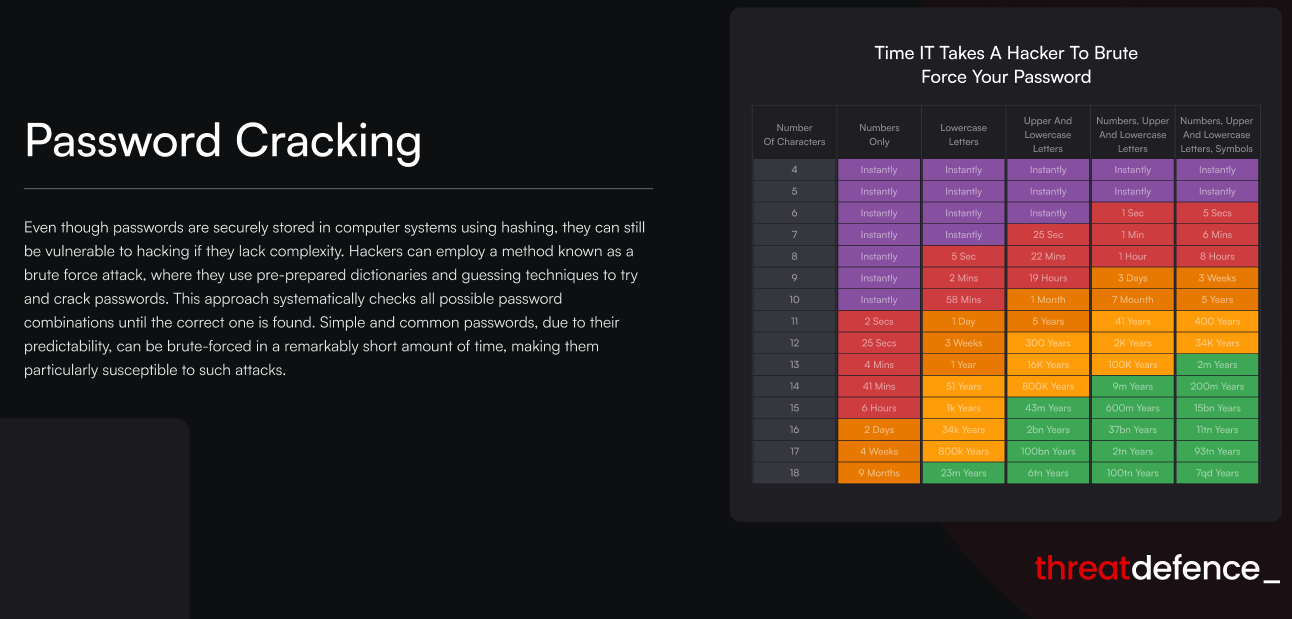 Password Cracking
Even though passwords are securely stored in computer systems using hashing, they can still
be vulnerable to hacking if they lack complexity. Hackers can employ a method known as a
brute force attack, where they use pre-prepared dictionaries and guessing techniques to try
and crack passwords. This approach systematically checks all possible password
combinations until the correct one is found. Simple and common passwords, due to their
predictability, can be brute-forced in a remarkably short amount of time, making them
particularly susceptible to such attacks.
Time IT Takes A Hacker To Brute
Force Your Password
Number
Of Characters
Numbers
Only
Lowercase
Letters
Upper And
Lowercase
Letters
Numbers, Upper
And Lowercase
Letters
Numbers, Upper
And Lowercase
Letters, Symbols
4 Instantly Instantly Instantly Instantly Instantly
5 Instantly Instantly Instantly Instantly Instantly
6 Instantly Instantly Instantly 1 Sec 5 Secs
7 Instantly Instantly 25 Sec 1 Min 6 Mins
8 Instantly 5 Sec 22 Mins 1 Hour 8 Hours
9 Instantly 2 Mins 19 Hours 3 Days 3 Weeks
10 Instantly 58 Mins 1 Month 7 Mounth 5 Years
11 2 Secs 1 Day 5 Years 41 Years 400 Years
12 25 Secs 3 Weeks 300 Years 2K Years 34K Years
13 4 Mins 1 Year 16K Years 100K Years 2m Years
14 41 Mins 51 Years 800K Years 9m Years 200m Years
15 6 Hours 1k Years 43m Years 600m Years 15bn Years
16 2 Days 34k Years 2bn Years 37bn Years 11tn Years
17 4 Weeks 800k Years 100bn Years 2tn Years 93tn Years
18 9 Months 23m Years 6tn Years 100tn Years 7qd Years
threatdefence_